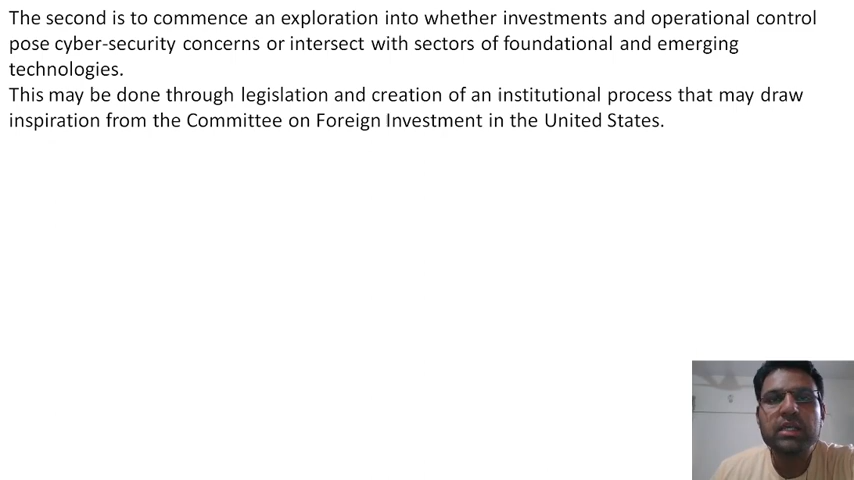 The second is to commence an exploration into whether investments and operational control
pose cyber-security concerns or intersect with sectors of foundational and emerging
technologies.
This may be done through legislation and creation of an institutional process that may draw
inspiration from the Committee on Foreign Investment in the United States.